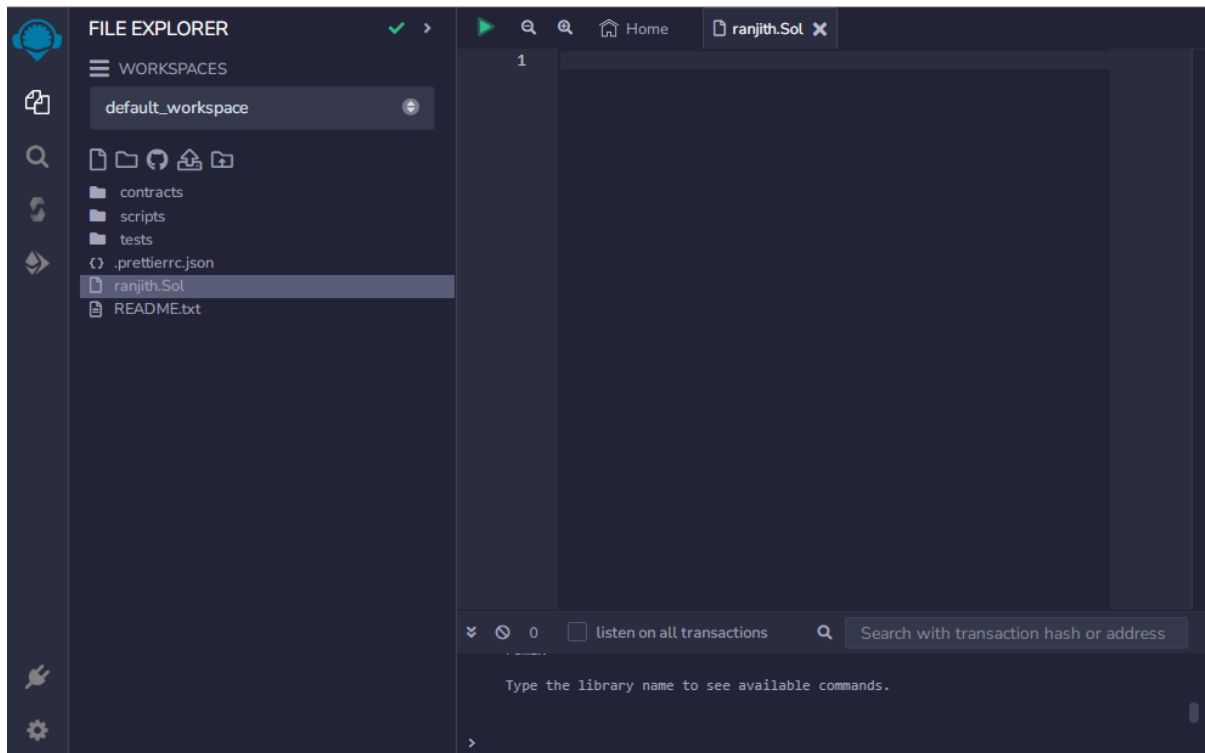 FILE EXPLORER
WORKSPACES
default_workspace
contracts
scripts
tests
.prettierrc.json
ranjith.Sol
README.txt
Home
ranjith.Sol
1
0
listen on all transactions
Search with transaction hash or address
Type the library name to see available commands.
>